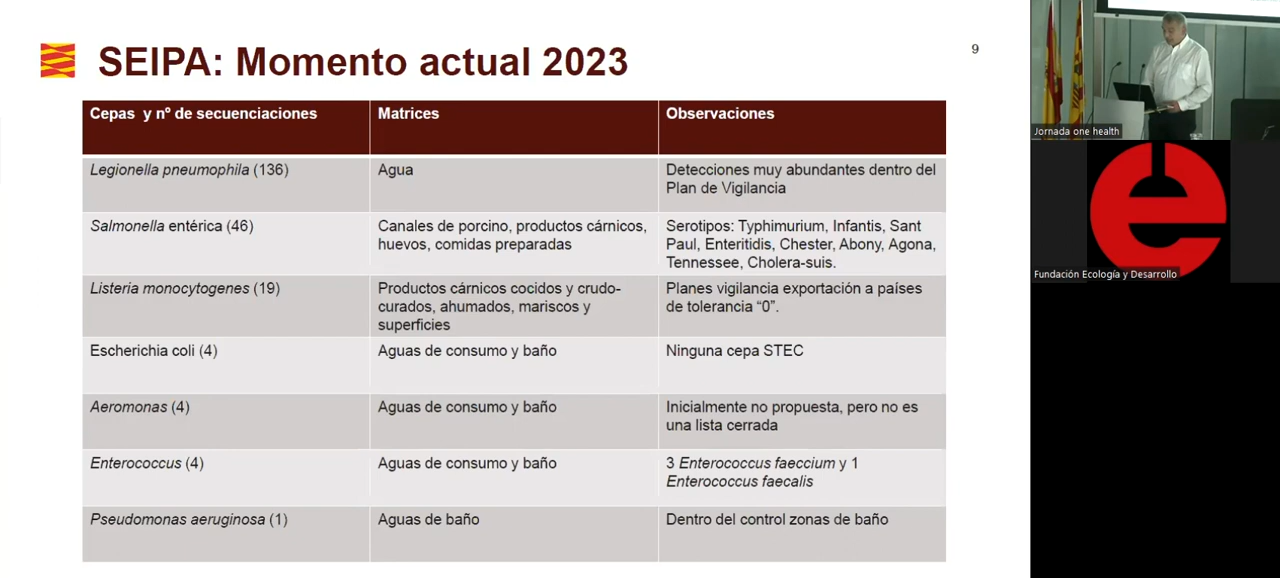 SEIPA: Momento actual 2023
9
Cepas y nº de secuenciaciones
Matrices
Observaciones
Legionella pneumophila (136)
Agua
Detecciones muy abundantes dentro del
Plan de Vigilancia
Salmonella entérica (46)
Canales de porcino, productos cárnicos,
huevos, comidas preparadas
Serotipos: Typhimurium, Infantis, Sant
Paul, Enteritidis, Chester, Abony, Agona,
Tennessee, Cholera-suis.
Listeria monocytogenes (19)
Productos cárnicos cocidos y crudo-
curados, ahumados, mariscos y
superficies
Planes vigilancia exportación a países
de tolerancia “0”.
Escherichia coli (4)
Aguas de consumo y baño
Ninguna cepa STEC
Aeromonas (4)
Aguas de consumo y baño
Inicialmente no propuesta, pero no es
una lista cerrada
Enterococcus (4)
Aguas de consumo y baño
3 Enterococcus faeccium y 1
Enterococcus faecalis
Pseudomonas aeruginosa (1)
Aguas de baño
Dentro del control zonas de baño
Jornada one health
e
Fundación Ecología y Desarrollo